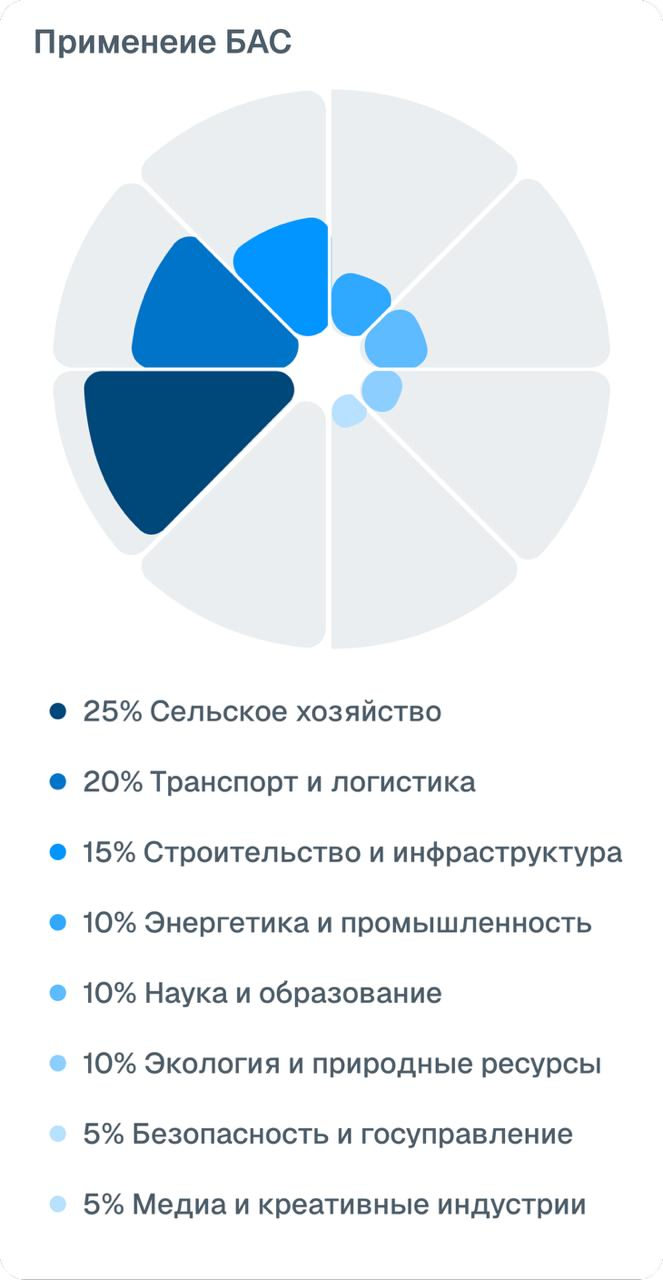 Применеие БАС
25% Сельское хозяйство
20% Транспорт и логистика
15% Строительство и инфраструктура
10% Энергетика и промышленность
10% Наука и образование
10% Экология и природные ресурсы
5% Безопасность и госуправление
5% Медиа и креативные индустрии